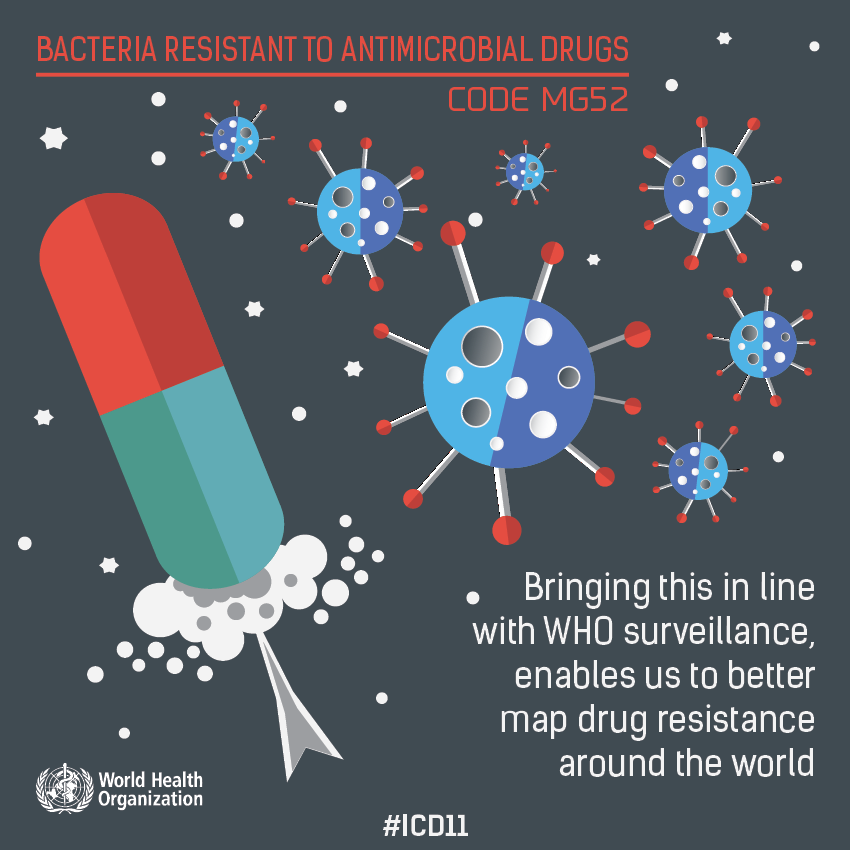 BACTERIA RESISTANT TO ANTIMICROBIAL DRUGS
CODE MG52
Bringing this in line
with WHO surveillance,
enables us to better
map drug resistance
around the world
World Health
Organization
#ICD11